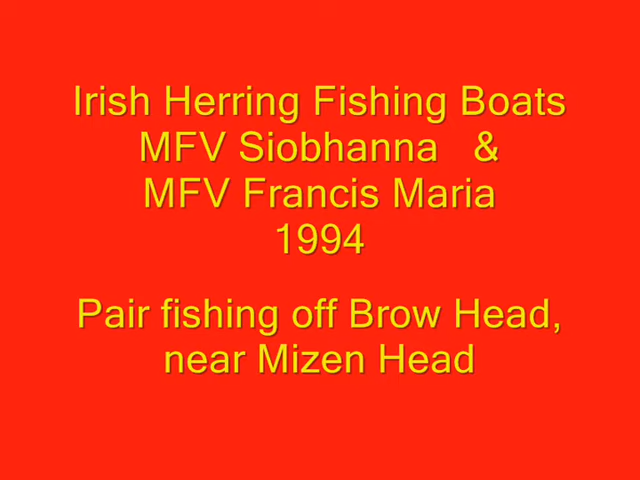 Irish Herring Fishing Boats
MFV Siobhanna &
MFV Francis Maria
1994
Pair fishing off Brow Head,
near Mizen Head